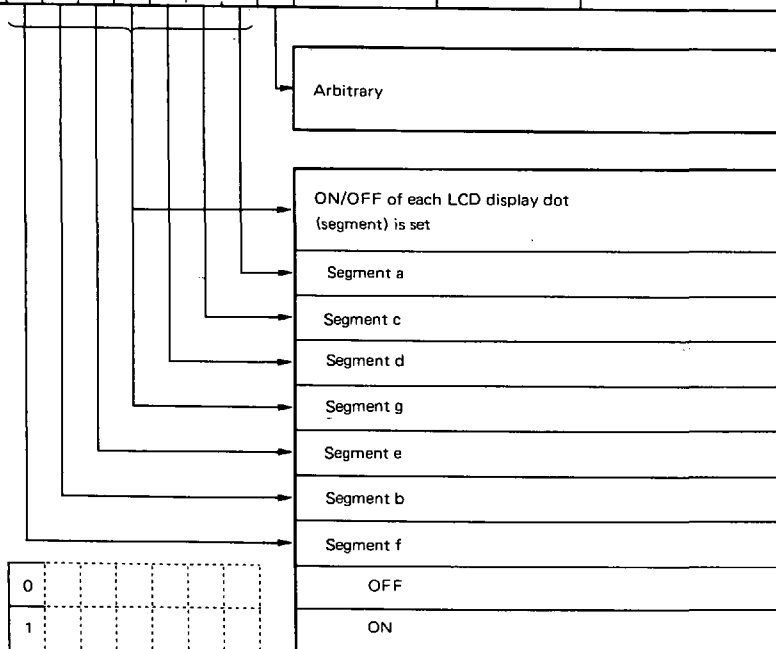 Arbitrary
ON/OFF of each LCD display dot
(segment) is set
Segment a
Segment c
Segment d
Segment g
Segment e
Segment b
Segment f
0 OFF
1 ON